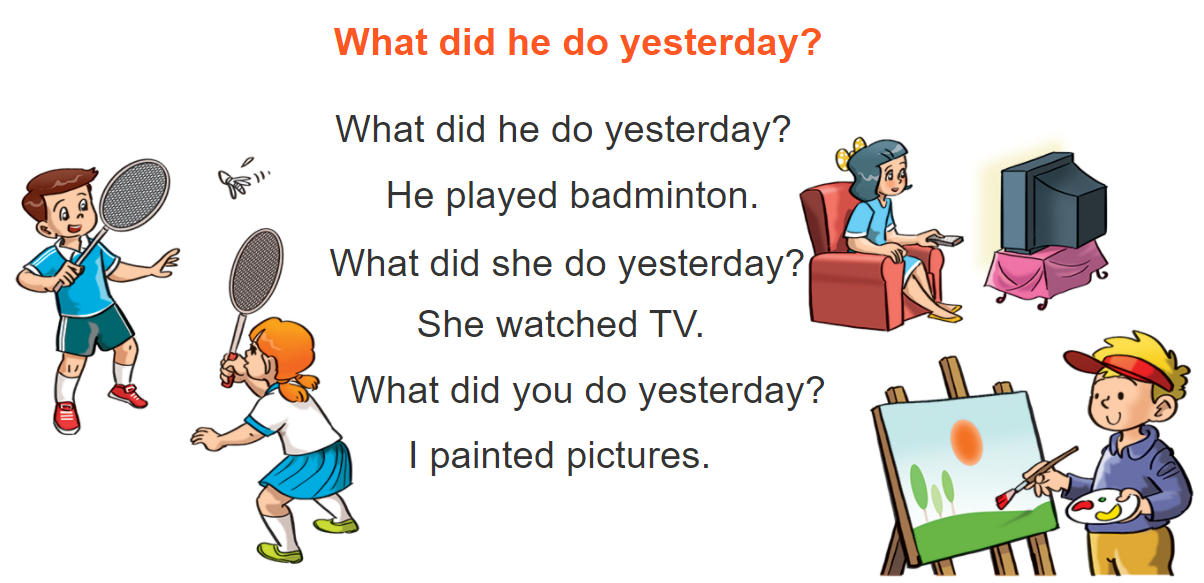 What did he do yesterday?
What did he do yesterday?
He played badminton.
What did she do yesterday?
She watched TV.
What did you do yesterday?
I painted pictures.